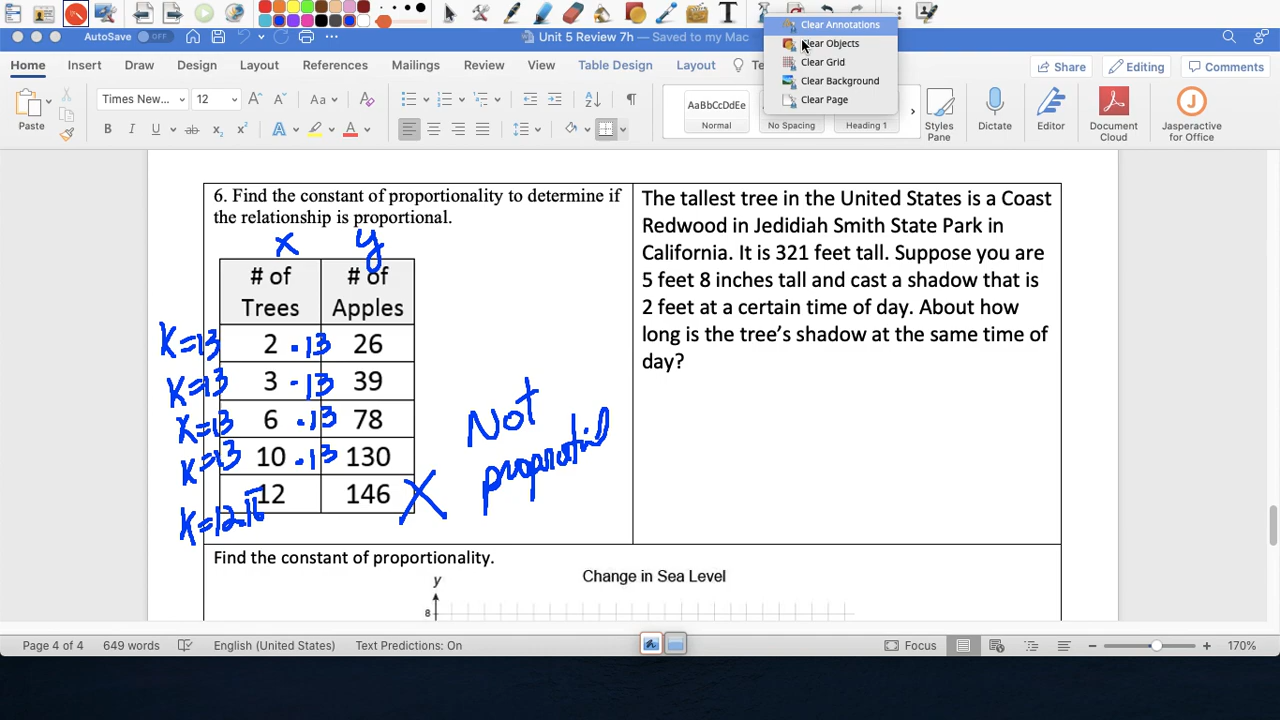 T
Clear Annotations
Clear Objects
Clear Grid
Clear Background
Clear Page
AutoSave OFF
Unit 5 Review 7h — Saved to my Mac
Home Insert Draw Design Layout References Mailings Review View Table Design Layout
Share Editing Comments
Paste
Times New... 12
Aa
B I U ab x₂ x² A A
AaBbCcDdEe
Normal No Spacing Heading 1
Styles Pane
Dictate
Editor
Document Cloud
Jasperactive for Office
6. Find the constant of proportionality to determine if
the relationship is proportional.
x y
# of Trees # of Apples
K=13 2 · 13 26
K=13 3 · 13 39
K=13 6 · 13 78
K=13 10 · 13 130
12 146 X
Not
The tallest tree in the United States is a Coast
Redwood in Jedidiah Smith State Park in
California. It is 321 feet tall. Suppose you are
5 feet 8 inches tall and cast a shadow that is
2 feet at a certain time of day. About how
long is the tree's shadow at the same time of
day?
Find the constant of proportionality.
Change in Sea Level
y
8
Page 4 of 4 649 words English (United States) Text Predictions: On
Focus 170%